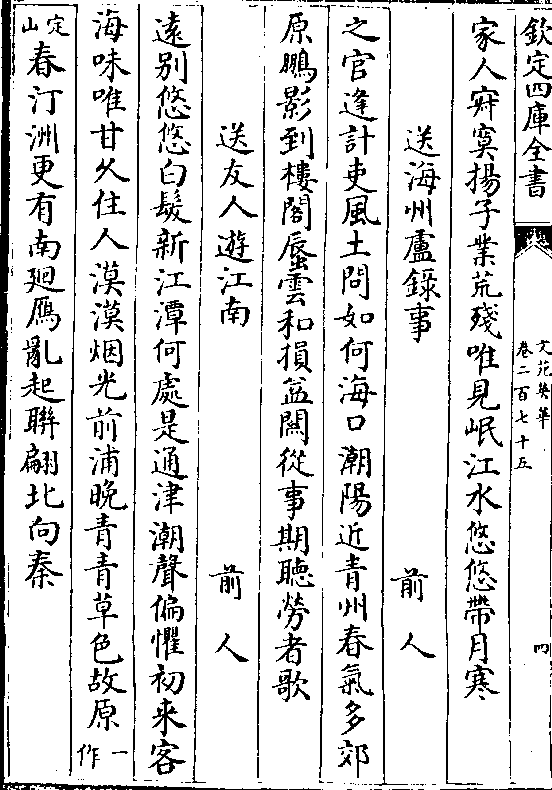 欽定四庫全書
文苑英華
卷二百七十五
四
家人寂寞揚子業荒殘唯見岷江水悠悠帶月寒
送海州盧錄事 前人
之官逢計吏風土問如何海口潮陽近青州春氣多郊
原鵬影到樓閣蜃雲和損益關從事期聽勞者歌
送友人遊江南 前人
遠别悠悠白髮新江潭何處是通津潮聲偏懼初来客
海味唯甘久住人漠漠烟光前浦晚青青草色故原一作
定山春汀洲更有南廻鴈亂起聯翩北向秦